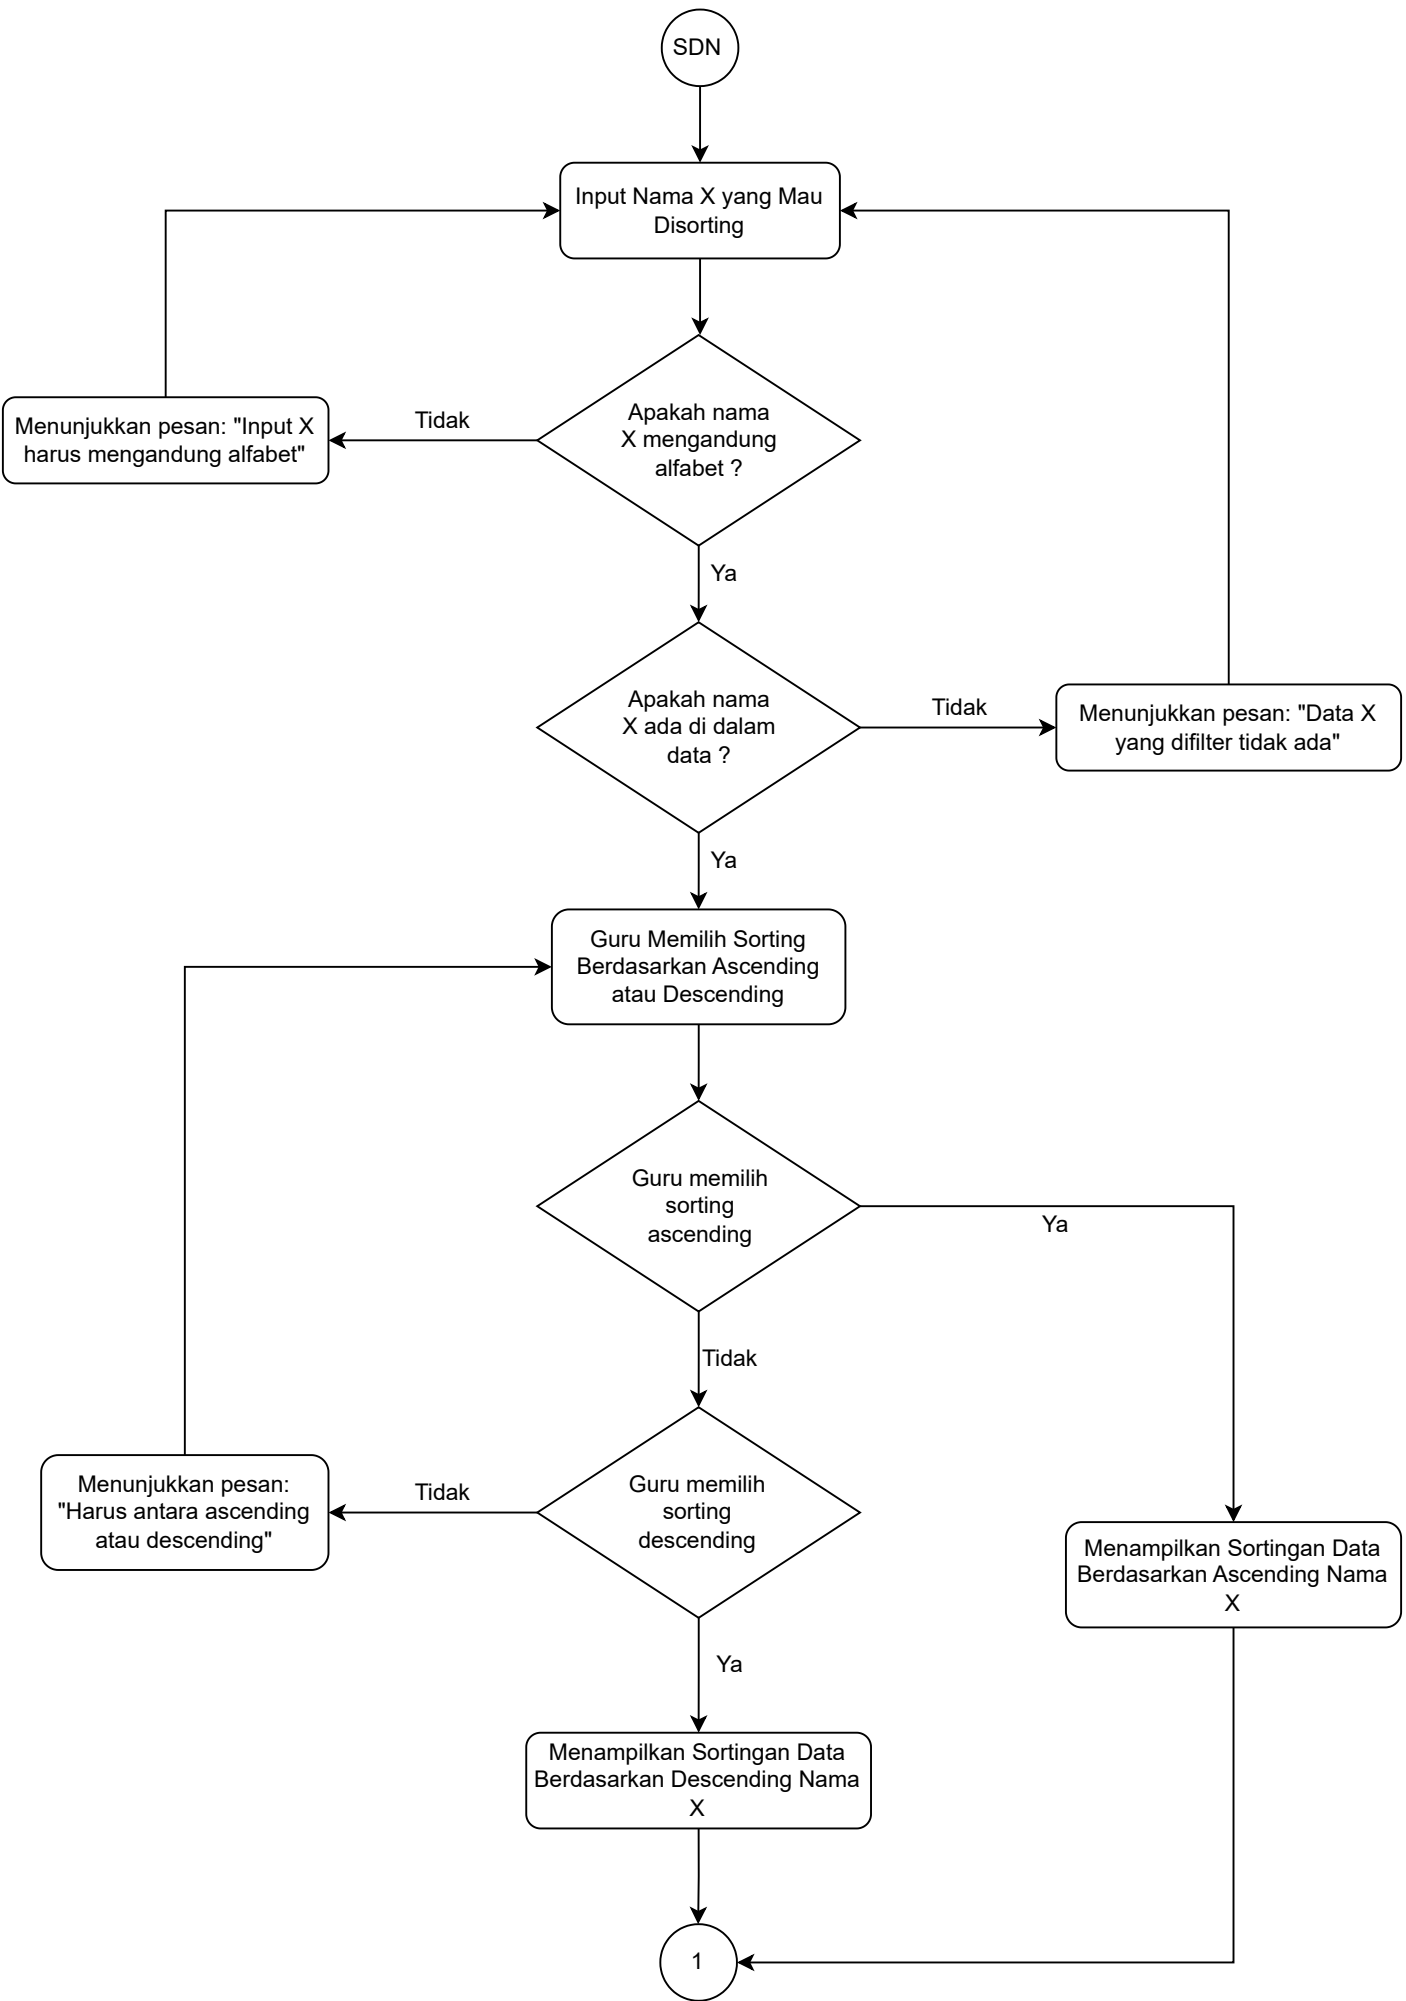 SDN
Input Nama X yang Mau
Disorting
Apakah nama
X mengandung
alfabet ?
Tidak
Menunjukkan pesan: "Input X
harus mengandung alfabet"
Ya
Apakah nama
X ada di dalam
data ?
Tidak
Menunjukkan pesan: "Data X
yang difilter tidak ada"
Ya
Guru Memilih Sorting
Berdasarkan Ascending
atau Descending
Guru memilih
sorting
ascending
Ya
Tidak
Guru memilih
sorting
descending
Tidak
Menunjukkan pesan:
"Harus antara ascending
atau descending"
Menampilkan Sortingan Data
Berdasarkan Ascending Nama
X
Ya
Menampilkan Sortingan Data
Berdasarkan Descending Nama
X
1